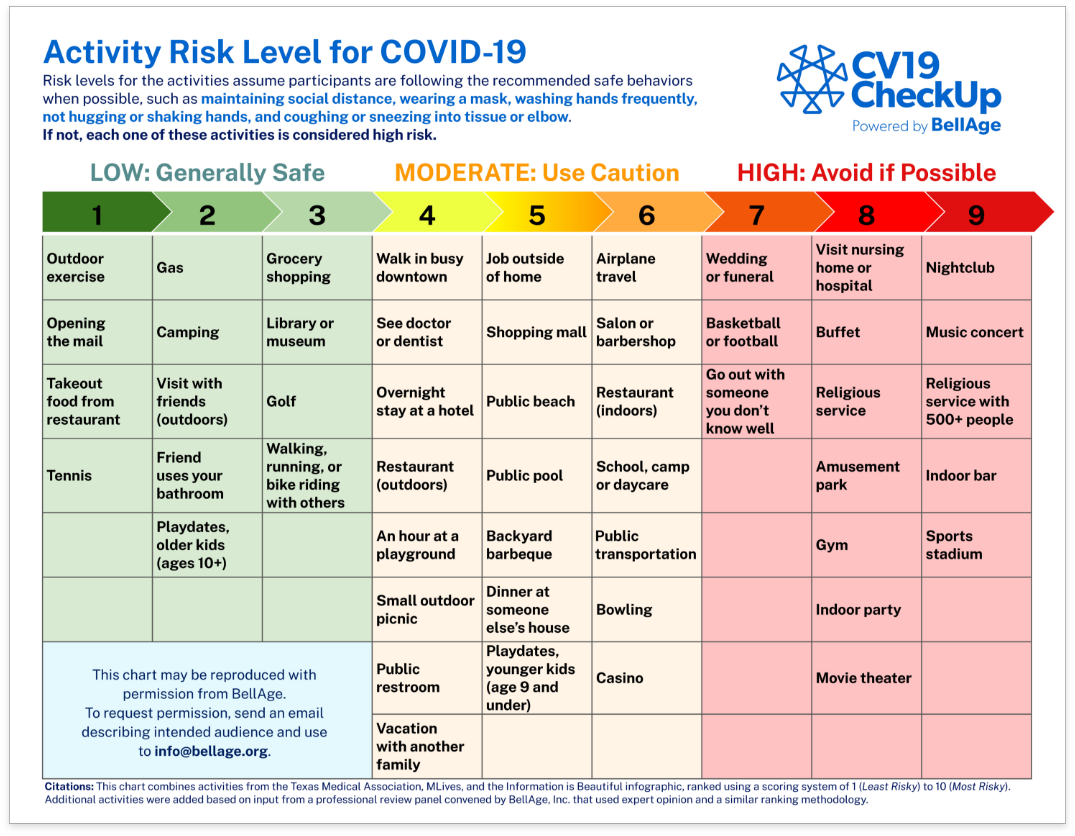 Activity Risk Level for COVID-19
Risk levels for the activities assume participants are following the recommended safe behaviors
when possible, such as maintaining social distance, wearing a mask, washing hands frequently,
not hugging or shaking hands, and coughing or sneezing into tissue or elbow.
If not, each one of these activities is considered high risk.
CV19
CheckUp
Powered by BellAge
LOW: Generally Safe
MODERATE: Use Caution
HIGH: Avoid if Possible
1
2
3
4
5
6
7
8
9
Outdoor
exercise
Gas
Grocery
shopping
Walk in busy
downtown
Job outside
of home
Airplane
travel
Wedding
or funeral
Visit nursing
home or
hospital
Nightclub
Opening
the mail
Camping
Library or
museum
See doctor
or dentist
Shopping mall
Salon or
barbershop
Basketball
or football
Buffet
Music concert
Takeout
food from
restaurant
Visit with
friends
(outdoors)
Golf
Overnight
stay at a hotel
Public beach
Restaurant
(indoors)
Go out with
someone
you don't
know well
Religious
service
Religious
service with
500+ people
Tennis
Friend
uses your
bathroom
Walking,
running, or
bike riding
with others
Restaurant
(outdoors)
Public pool
School, camp
or daycare
Amusement
park
Indoor bar
Playdates,
older kids
(ages 10+)
An hour at a
playground
Backyard
barbeque
Public
transportation
Gym
Sports
stadium
Small outdoor
picnic
Dinner at
someone
else's house
Bowling
Indoor party
Public
restroom
Playdates,
younger kids
(age 9 and
under)
Casino
Movie theater
Vacation
with another
family
This chart may be reproduced with
permission from BellAge.
To request permission, send an email
describing intended audience and use
to info@bellage.org.
Citations: This chart combines activities from the Texas Medical Association, MLives, and the Information is Beautiful infographic, ranked using a scoring system of 1 (Least Risky) to 10 (Most Risky).
Additional activities were added based on input from a professional review panel convened by BellAge, Inc. that used expert opinion and a similar ranking methodology.